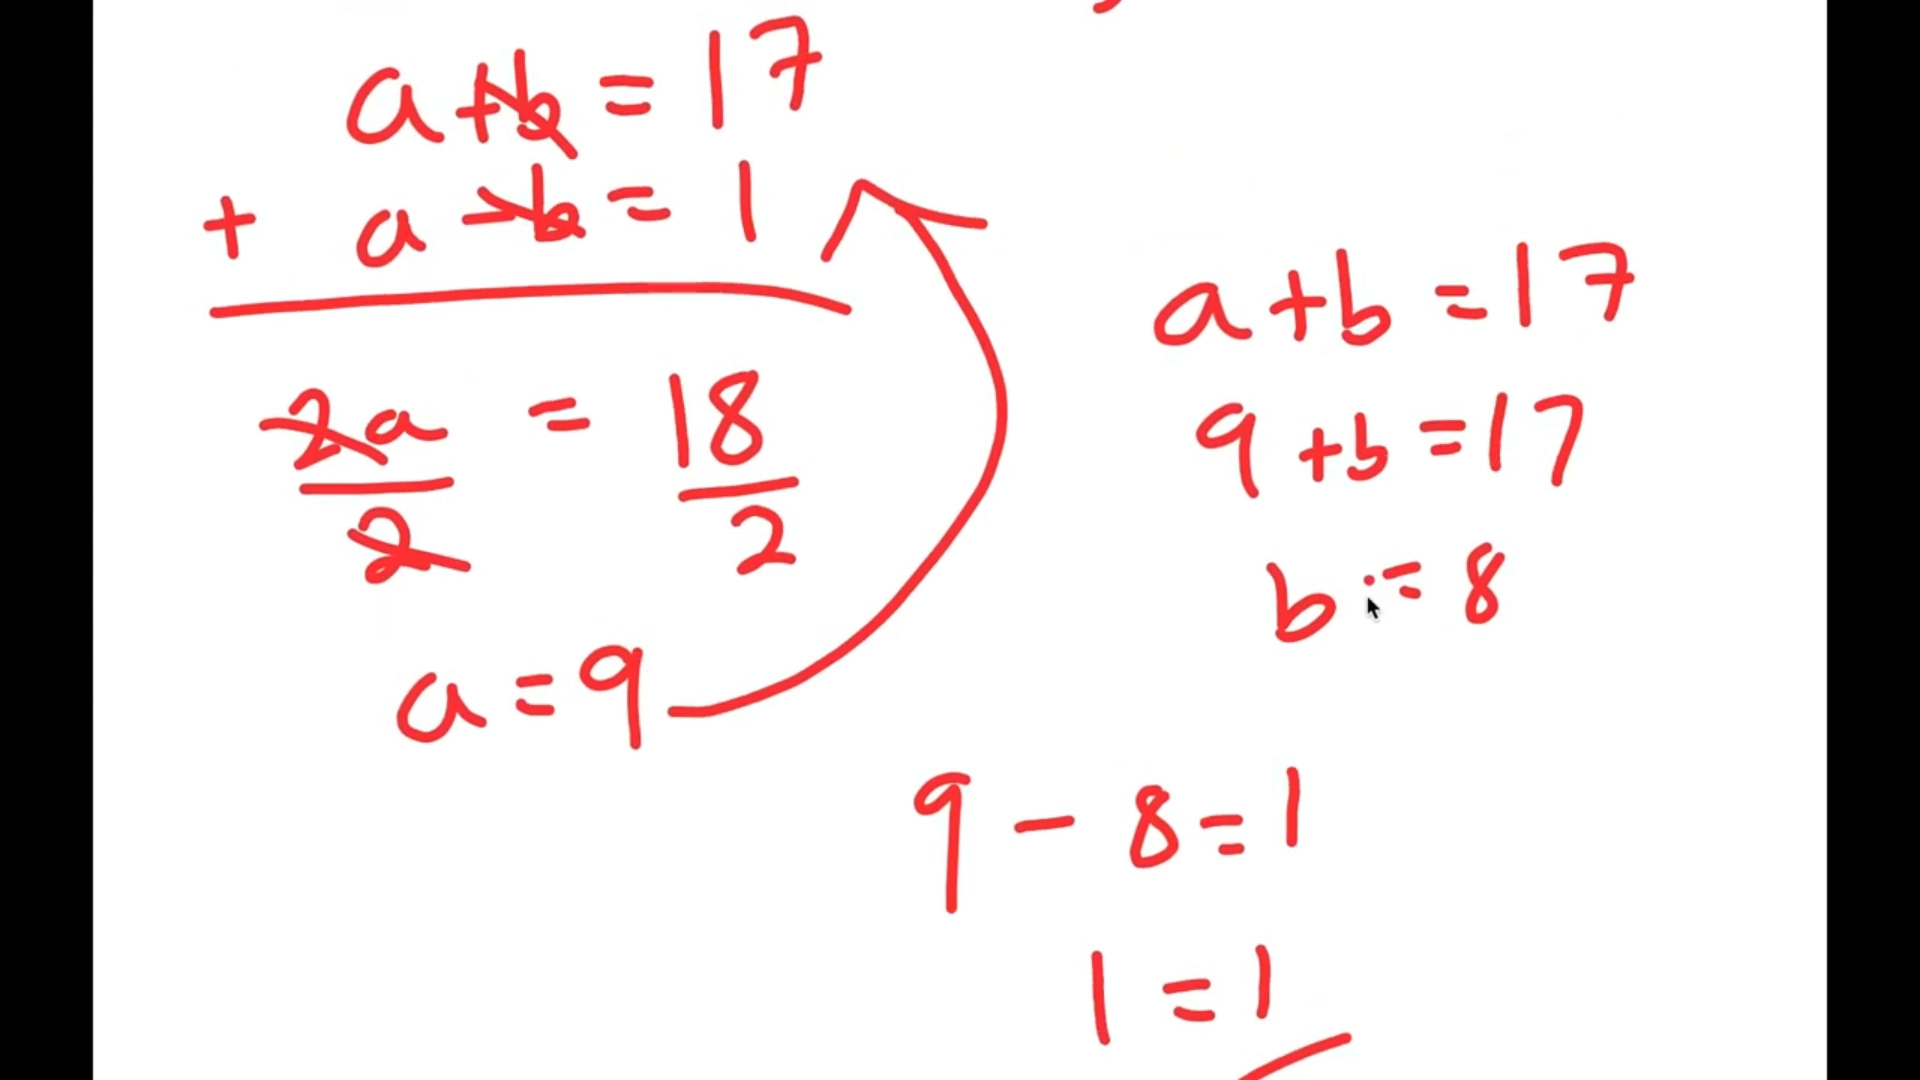 a+b = 17
+ a-b = 1
2a/2 = 18/2
a = 9
a+b = 17
9+b = 17
b = 8
9 - 8 = 1
1 = 1